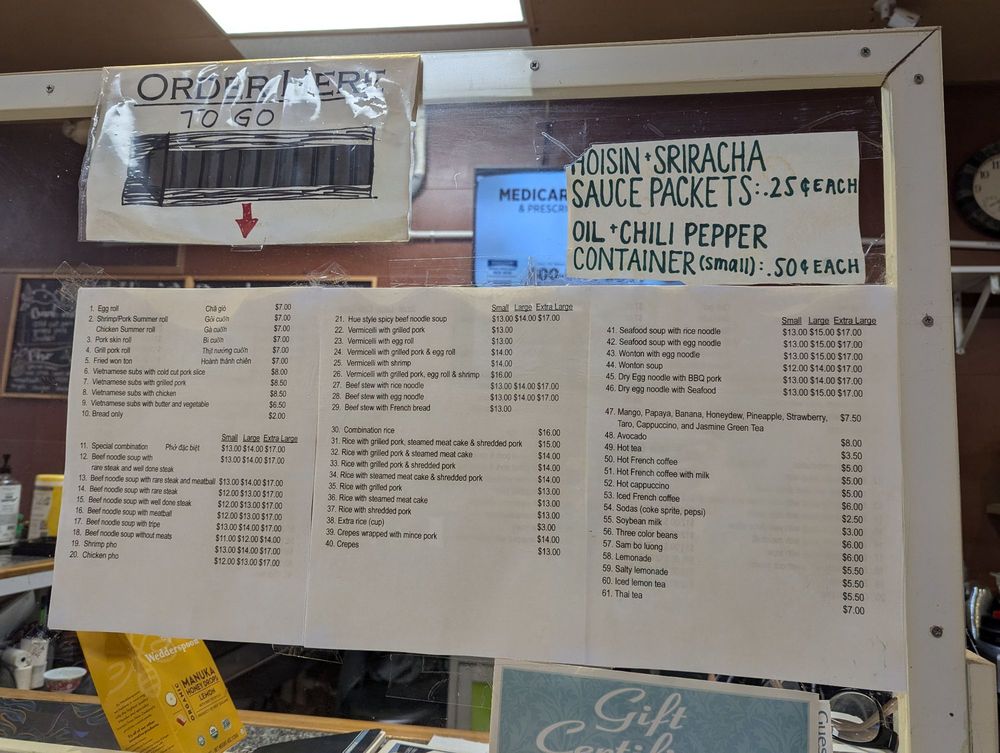 ORDER HERE
TO GO
HOISIN + SRIRACHA
SAUCE PACKETS: .25¢ EACH
OIL + CHILI PEPPER
CONTAINER (small): .50¢ EACH
MEDICAR
& PRESCRI
1. Egg roll Chả giò $7.00
2. Shrimp/Pork Summer roll Gỏi cuốn $7.00
Chicken Summer roll Gà cuốn $7.00
3. Pork skin roll Bì cuốn $7.00
4. Grill pork roll Thịt nướng cuốn $7.00
5. Fried won ton Hoành thánh chiên $7.00
6. Vietnamese subs with cold cut pork slice $8.00
7. Vietnamese subs with grilled pork $8.50
8. Vietnamese subs with chicken $8.50
9. Vietnamese subs with butter and vegetable $6.50
10. Bread only $2.00
Small Large Extra Large
11. Special combination Phở đặc biệt $13.00 $14.00 $17.00
12. Beef noodle soup with $13.00 $14.00 $17.00
rare steak and well done steak
13. Beef noodle soup with rare steak and meatball $13.00 $14.00 $17.00
14. Beef noodle soup with rare steak $12.00 $13.00 $17.00
15. Beef noodle soup with well done steak $12.00 $13.00 $17.00
16. Beef noodle soup with meatball $12.00 $13.00 $17.00
17. Beef noodle soup with tripe $13.00 $14.00 $17.00
18. Beef noodle soup without meats $11.00 $12.00 $14.00
19. Shrimp pho $13.00 $14.00 $17.00
20. Chicken pho $12.00 $13.00 $17.00
Small Large Extra Large
21. Hue style spicy beef noodle soup $13.00 $14.00 $17.00
22. Vermicelli with grilled pork $13.00
23. Vermicelli with egg roll $13.00
24. Vermicelli with grilled pork & egg roll $14.00
25. Vermicelli with shrimp $14.00
26. Vermicelli with grilled pork, egg roll & shrimp $16.00
27. Beef stew with rice noodle $13.00 $14.00 $17.00
28. Beef stew with egg noodle $13.00 $14.00 $17.00
29. Beef stew with French bread $13.00
30. Combination rice $16.00
31. Rice with grilled pork, steamed meat cake & shredded pork $15.00
32. Rice with grilled pork & steamed meat cake $14.00
33. Rice with grilled pork & shredded pork $14.00
34. Rice with steamed meat cake & shredded pork $14.00
35. Rice with grilled pork $13.00
36. Rice with steamed meat cake $13.00
37. Rice with shredded pork $13.00
38. Extra rice (cup) $3.00
39. Crepes wrapped with mince pork $14.00
40. Crepes $13.00
Small Large Extra Large
41. Seafood soup with rice noodle $13.00 $15.00 $17.00
42. Seafood soup with egg noodle $13.00 $15.00 $17.00
43. Wonton with egg noodle $13.00 $15.00 $17.00
44. Wonton soup $12.00 $14.00 $17.00
45. Dry Egg noodle with BBQ pork $13.00 $14.00 $17.00
46. Dry egg noodle with Seafood $13.00 $15.00 $17.00
47. Mango, Papaya, Banana, Honeydew, Pineapple, Strawberry, $7.50
Taro, Cappuccino, and Jasmine Green Tea
48. Avocado $8.00
49. Hot tea $3.50
50. Hot French coffee $5.00
51. Hot French coffee with milk $5.00
52. Hot cappuccino $5.00
53. Iced French coffee $6.00
54. Sodas (coke sprite, pepsi) $2.50
55. Soybean milk $3.00
56. Three color beans $6.00
57. Sam bo luong $6.00
58. Lemonade $5.50
59. Salty lemonade $5.50
60. Iced lemon tea $5.50
61. Thai tea $7.00
Wedderspoon
ORGANIC
MANUKA
HONEY DROPS
LEMON
Gift